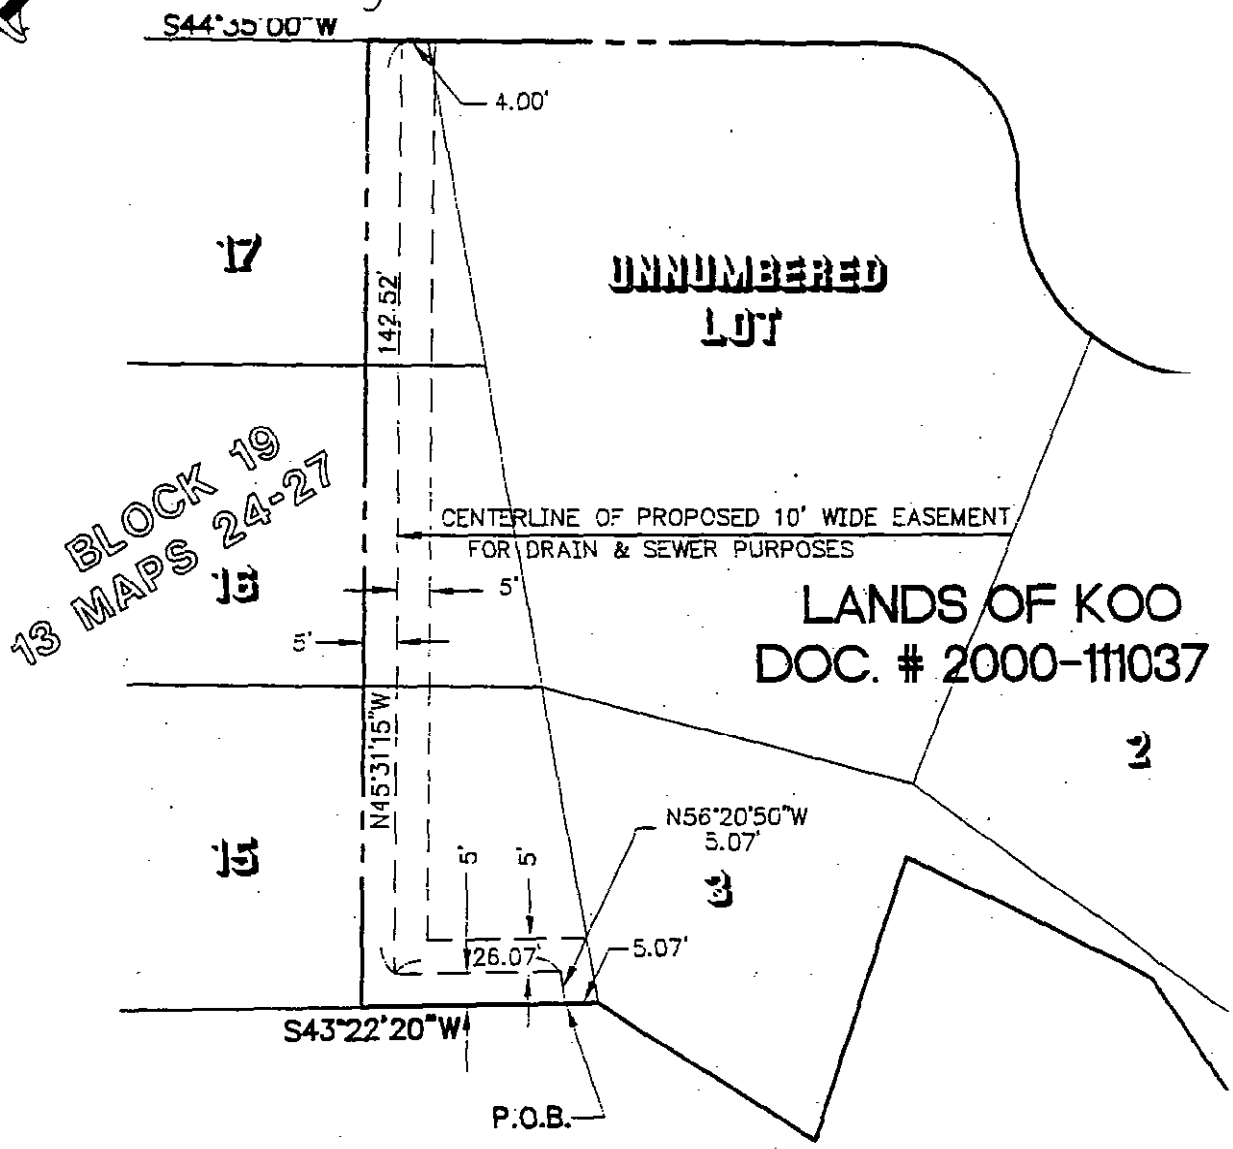 S44°35'00"W
4.00'
17
UNNUMBERED
LOT
142.52'
BLOCK 19
13 MAPS 24-27
CENTERLINE OF PROPOSED 10' WIDE EASEMENT
FOR DRAIN & SEWER PURPOSES
16
5'
5'
LANDS OF KOO
DOC. # 2000-111037
N45°31'15"W
2
N56°20'50"W
5.07'
15
5'
5'
3
26.07'
5.07'
S43°22'20"W
P.O.B.